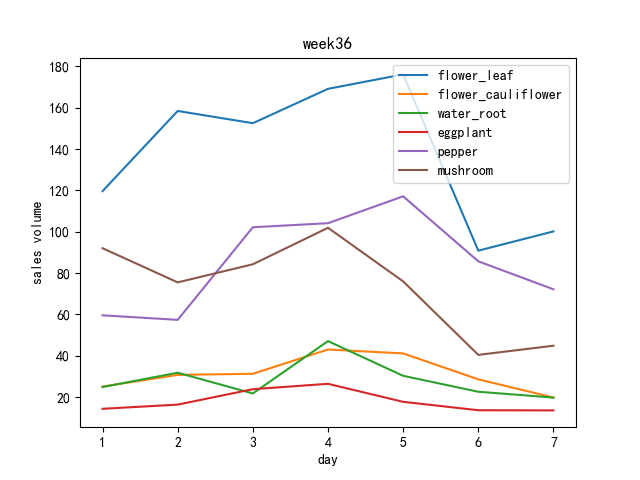 week36
180
160
140
120
100
80
60
40
20
sales volume
flower_leaf
flower_cauliflower
water_root
eggplant
pepper
mushroom
1 2 3 4 5 6 7
day